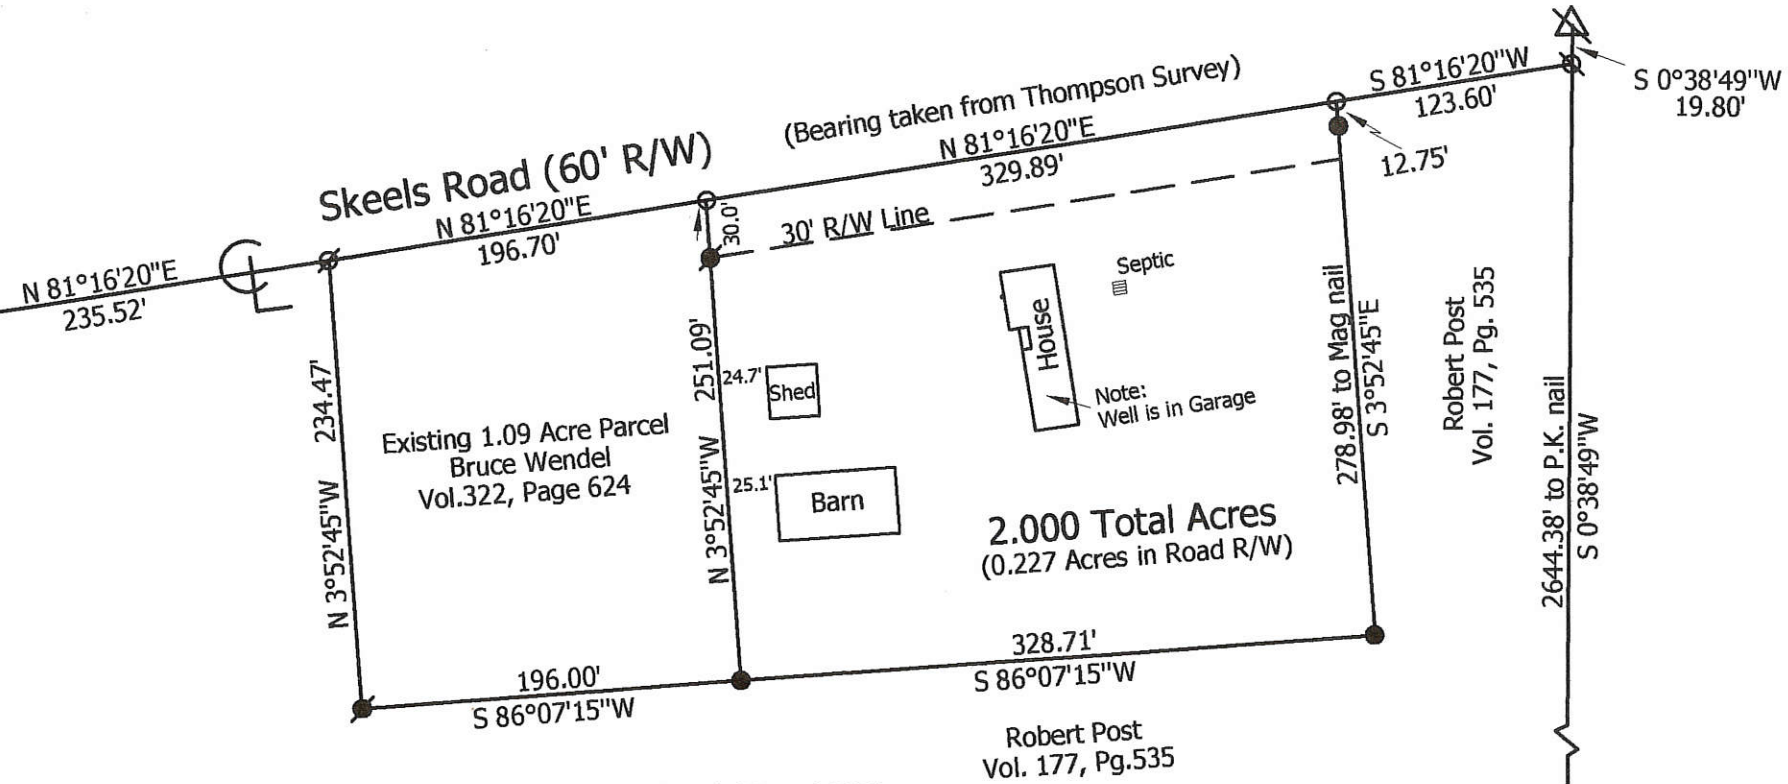 S 81°16'20"W
123.60'
S 0°38'49"W
19.80'
(Bearing taken from Thompson Survey)
N 81°16'20"E
329.89'
12.75'
Skeels Road (60' R/W)
N 81°16'20"E
196.70'
30.0'
30' R/W Line
N 81°16'20"E
235.52'
CL
Septic
House
Note:
Well is in Garage
278.98' to Mag nail
S 3°52'45"E
Robert Post
Vol. 177, Pg. 535
2644.38' to P.K. nail
S 0°38'49"W
234.47'
N 3°52'45"W
251.09'
N 3°52'45"W
24.7'
Shed
25.1'
Barn
Existing 1.09 Acre Parcel
Bruce Wendel
Vol.322, Page 624
2.000 Total Acres
(0.227 Acres in Road R/W)
196.00'
S 86°07'15"W
328.71'
S 86°07'15"W
Robert Post
Vol. 177, Pg.535